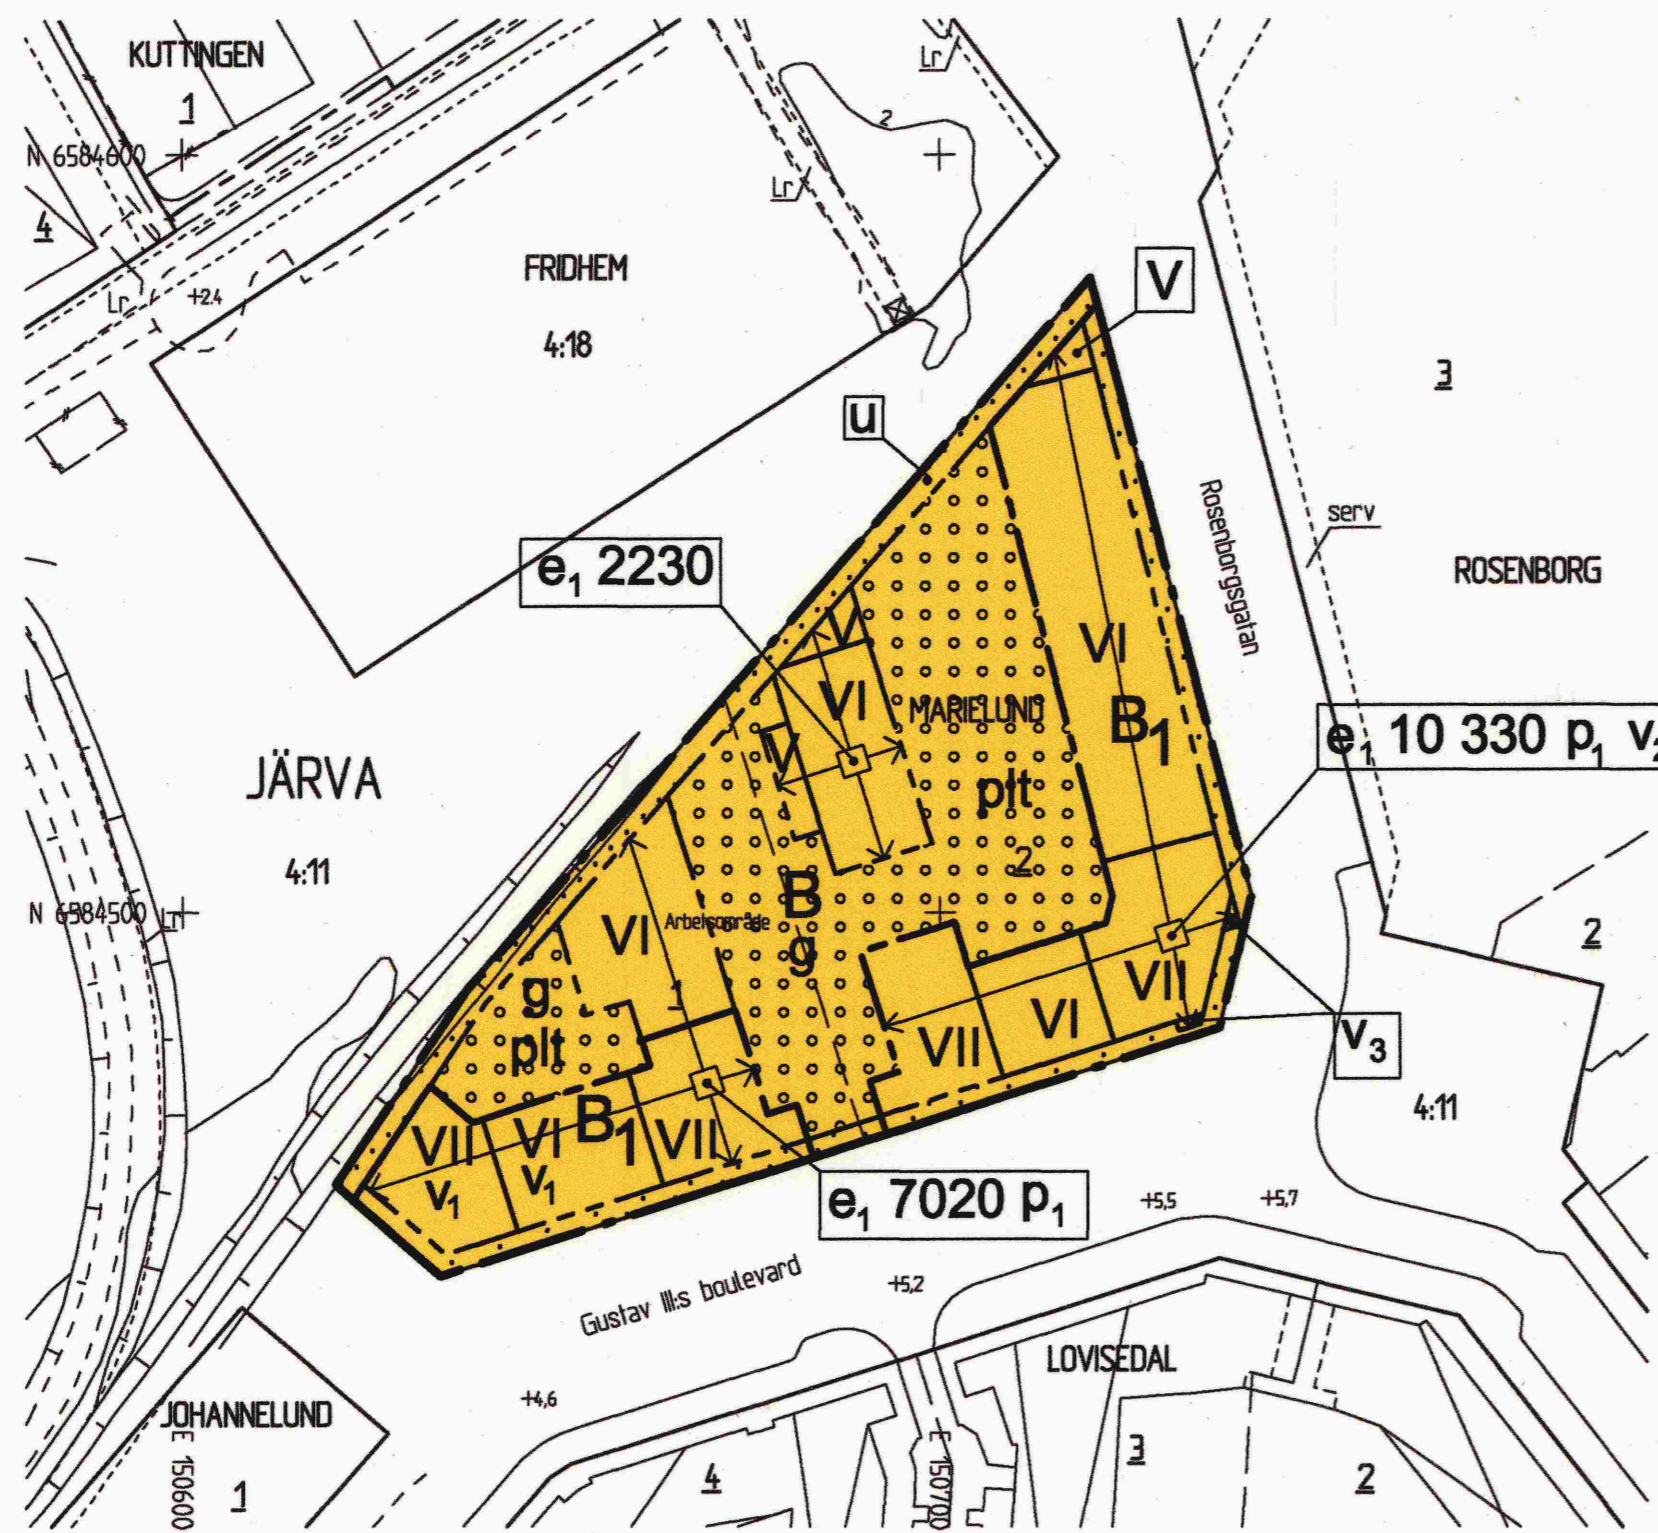 KUTTINGEN
1
N 6584600
4
Lr
+2.4
FRIDHEM
4:18
Lr
2
Lr
V
3
u
Rosenborgsgatan
serv
ROSENBORG
e₁ 2230
V
VI
V
MARIELUND
VI
B₁
e₁ 10 330 p₁ v₂
plt
2
JÄRVA
4:11
N 6584500
Lr
B
g
VI
Arbetsområde
1
g
plt
VII
VI
VII
v₃
2
4:11
VII
v₁
VI
v₁
B₁
VII
e₁ 7020 p₁
+5,5
+5,7
Gustav III:s boulevard
+5,2
+4,6
LOVISEDAL
JOHANNELUND
1
E 150600
4
E 150700
3
2